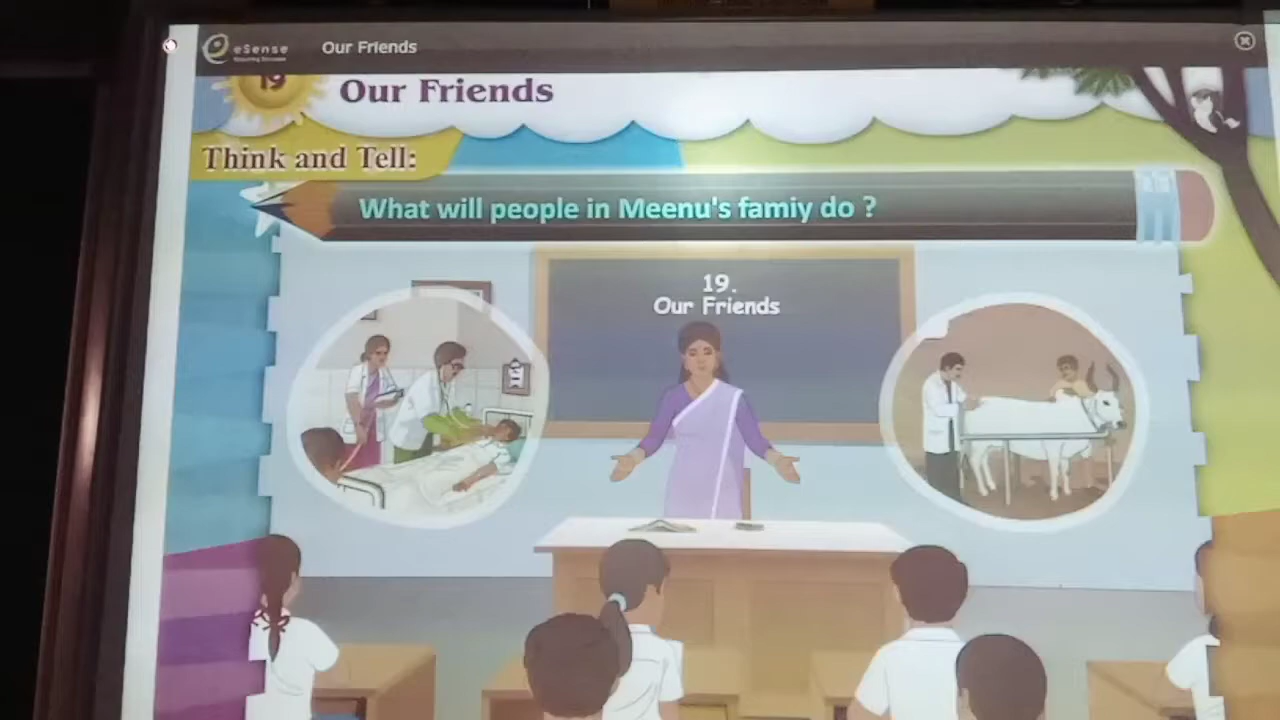 eSense
Our Friends
19
Our Friends
Think and Tell:
What will people in Meenu's famiy do ?
19.
Our Friends